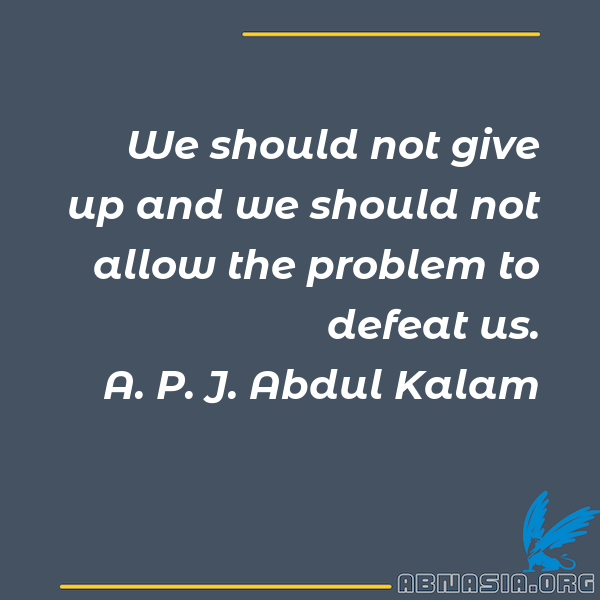 We should not give
up and we should not
allow the problem to
defeat us.
A. P. J. Abdul Kalam
ABNASIA.ORG